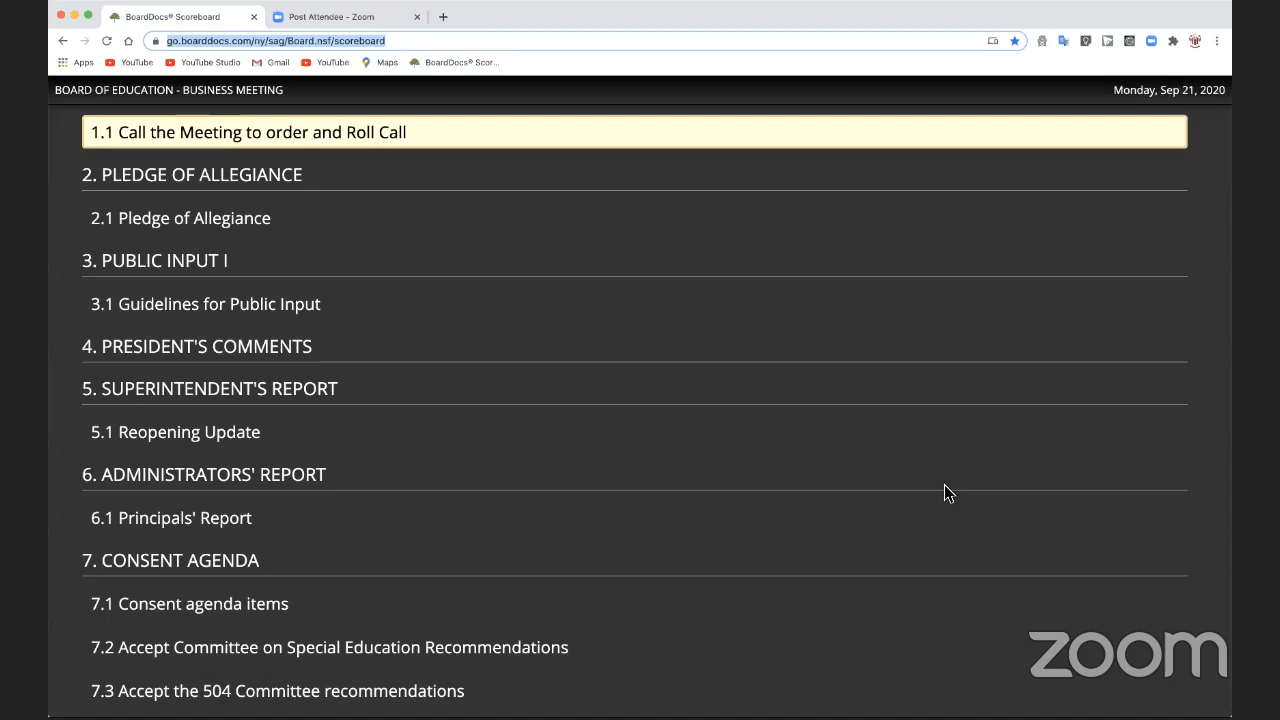 BoardDocs® Scoreboard
Post Attendee - Zoom
go.boarddocs.com/ny/sag/Board.nsf/scoreboard
Apps YouTube YouTube Studio Gmail YouTube Maps BoardDocs® Scor...
BOARD OF EDUCATION - BUSINESS MEETING Monday, Sep 21, 2020
1.1 Call the Meeting to order and Roll Call
2. PLEDGE OF ALLEGIANCE
2.1 Pledge of Allegiance
3. PUBLIC INPUT I
3.1 Guidelines for Public Input
4. PRESIDENT'S COMMENTS
5. SUPERINTENDENT'S REPORT
5.1 Reopening Update
6. ADMINISTRATORS' REPORT
6.1 Principals' Report
7. CONSENT AGENDA
7.1 Consent agenda items
7.2 Accept Committee on Special Education Recommendations
7.3 Accept the 504 Committee recommendations
zoom